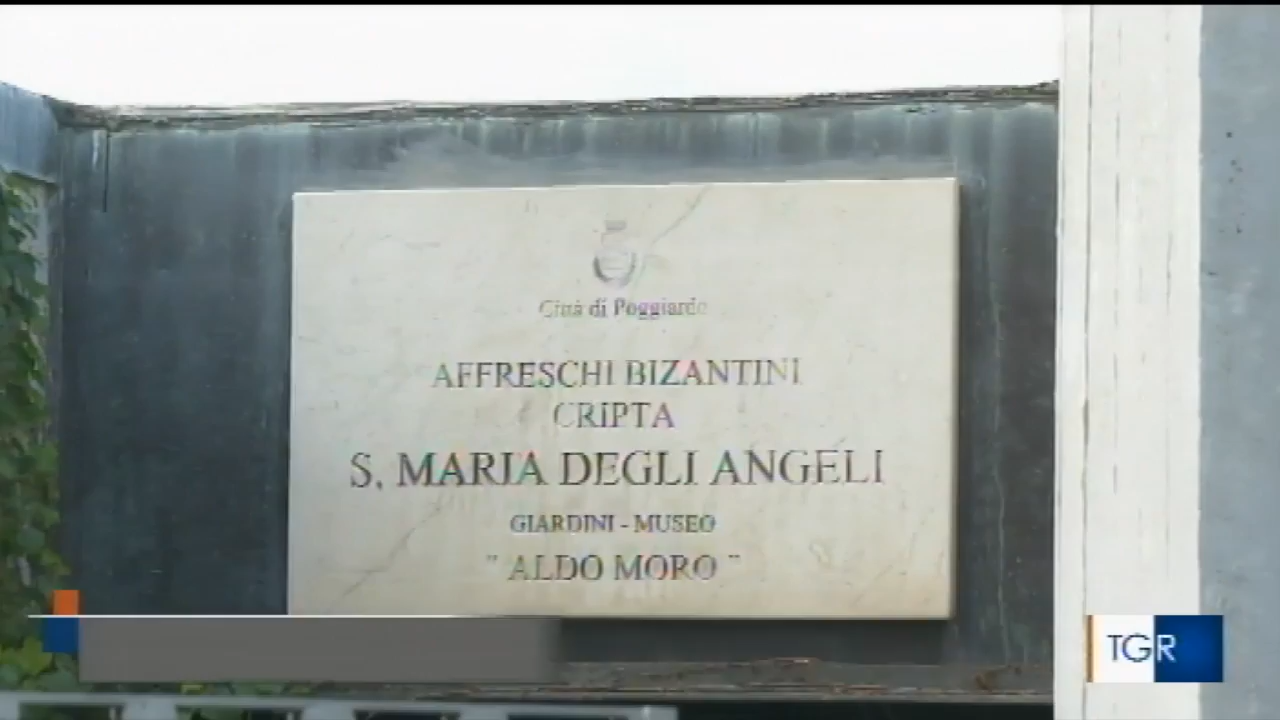 Città di Poggiardo
AFFRESCHI BIZANTINI
CRIPTA
S. MARIA DEGLI ANGELI
GIARDINI - MUSEO
" ALDO MORO "
TGR